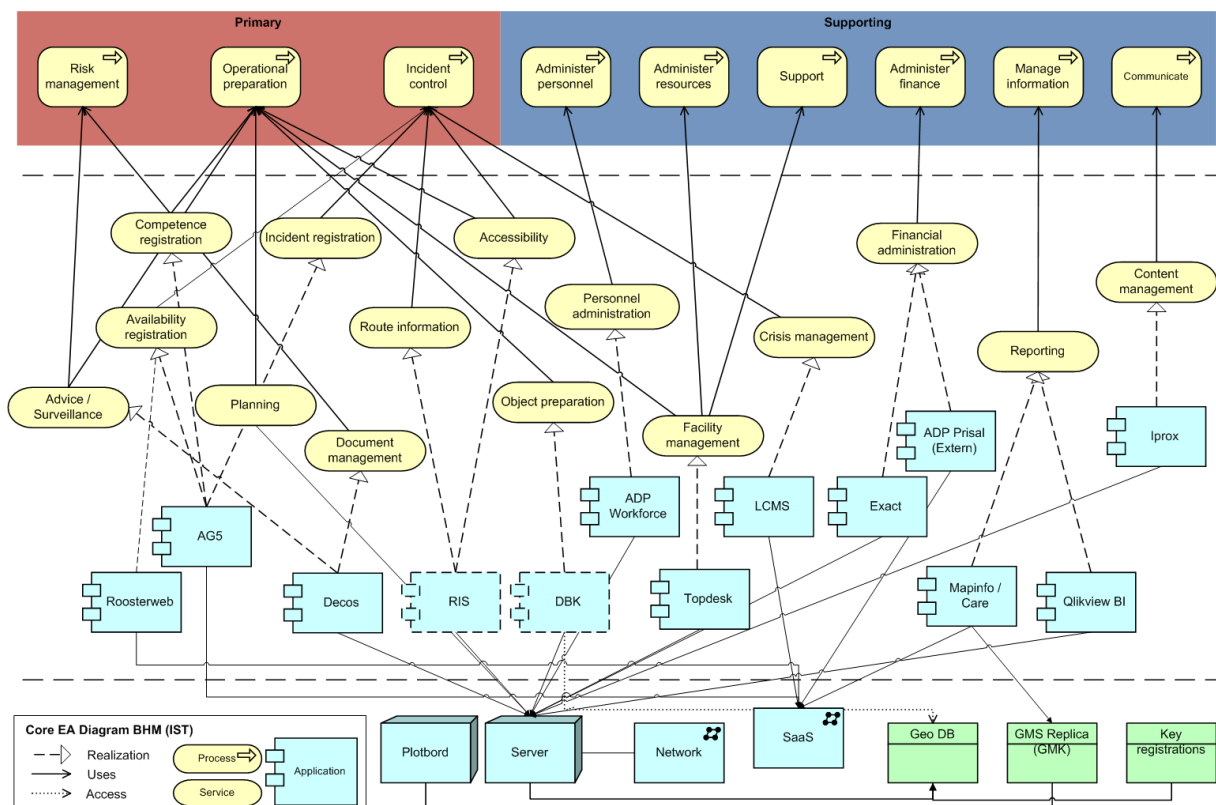 Primary
Supporting
Risk
management
Operational
preparation
Incident
control
Administer
personnel
Administer
resources
Support
Administer
finance
Manage
information
Communicate
Competence
registration
Incident registration
Accessibility
Financial
administration
Content
management
Personnel
administration
Availability
registration
Route information
Crisis management
Reporting
Advice /
Surveillance
Planning
Object preparation
Facility
management
Document
management
ADP Prisal
(Extern)
Iprox
AG5
ADP
Workforce
LCMS
Exact
Roosterweb
Decos
RIS
DBK
Topdesk
Mapinfo /
Care
Qlikview BI
Core EA Diagram BHM (IST)
Realization
Uses
Access
Process
Service
Application
Plotbord
Server
Network
SaaS
Geo DB
GMS Replica
(GMK)
Key
registrations